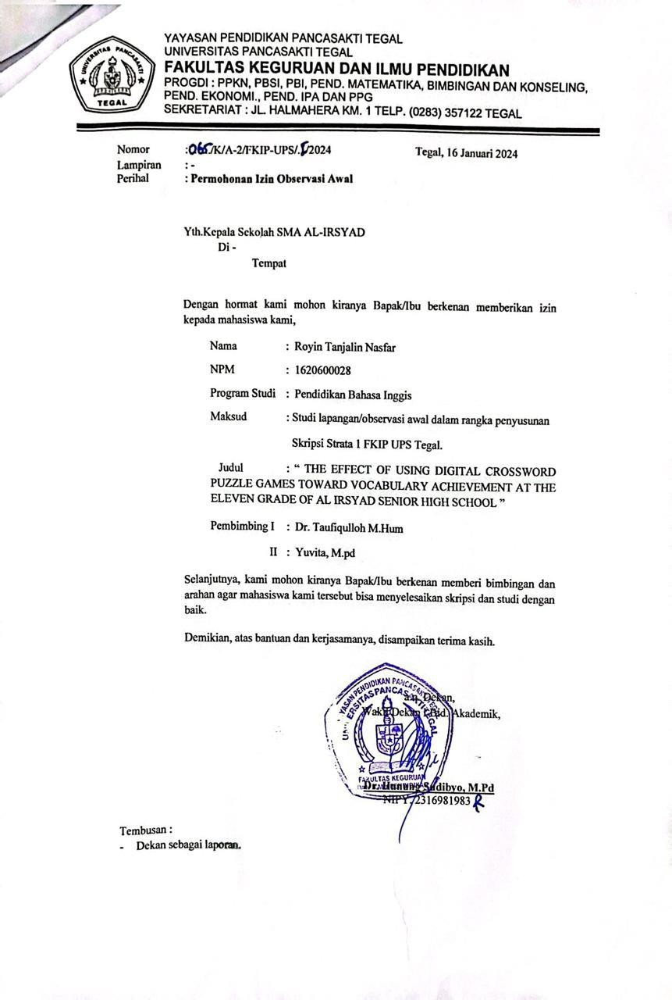 YAYASAN PENDIDIKAN PANCASAKTI TEGAL
UNIVERSITAS PANCASAKTI TEGAL
FAKULTAS KEGURUAN DAN ILMU PENDIDIKAN
PROGDI : PPKN, PBSI, PBI, PEND. MATEMATIKA, BIMBINGAN DAN KONSELING,
PEND. EKONOMI., PEND. IPA DAN PPG
SEKRETARIAT : JL. HALMAHERA KM. 1 TELP. (0283) 357122 TEGAL
UNIVERSITAS PANCASAKTI
TEGAL
Nomor :065/K/A-2/FKIP-UPS/. /2024 Tegal, 16 Januari 2024
Lampiran : -
Perihal : Permohonan Izin Observasi Awal
Yth.Kepala Sekolah SMA AL-IRSYAD
Di -
Tempat
Dengan hormat kami mohon kiranya Bapak/Ibu berkenan memberikan izin
kepada mahasiswa kami,
Nama : Royin Tanjalin Nasfar
NPM : 1620600028
Program Studi : Pendidikan Bahasa Inggis
Maksud : Studi lapangan/observasi awal dalam rangka penyusunan
Skripsi Strata 1 FKIP UPS Tegal.
Judul : “ THE EFFECT OF USING DIGITAL CROSSWORD
PUZZLE GAMES TOWARD VOCABULARY ACHIEVEMENT AT THE
ELEVEN GRADE OF AL IRSYAD SENIOR HIGH SCHOOL ”
Pembimbing I : Dr. Taufiqulloh M.Hum
II : Yuvita, M.pd
Selanjutnya, kami mohon kiranya Bapak/Ibu berkenan memberi bimbingan dan
arahan agar mahasiswa kami tersebut bisa menyelesaikan skripsi dan studi dengan
baik.
Demikian, atas bantuan dan kerjasamanya, disampaikan terima kasih.
a.n. Dekan,
Wakil Dekan I Bid. Akademik,
YAYASAN PENDIDIKAN PANCASAKTI TEGAL
UNIVERSITAS PANCASAKTI TEGAL
FAKULTAS KEGURUAN
Dr. Hanung Sudibyo, M.Pd
NIPY. 2316981983
Tembusan :
- Dekan sebagai laporan.